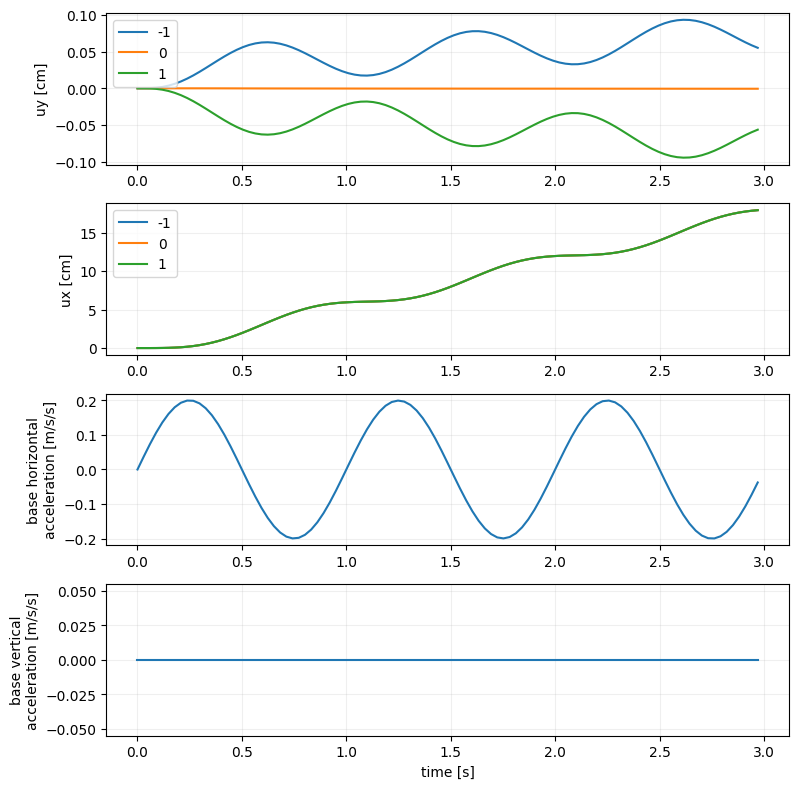 uy [cm]
0.10
0.05
0.00
−0.05
−0.10
-1
0
1
0.0 0.5 1.0 1.5 2.0 2.5 3.0
ux [cm]
15
10
5
0
-1
0
1
0.0 0.5 1.0 1.5 2.0 2.5 3.0
base horizontal
acceleration [m/s/s]
0.2
0.1
0.0
−0.1
−0.2
0.0 0.5 1.0 1.5 2.0 2.5 3.0
base vertical
acceleration [m/s/s]
0.050
0.025
0.000
−0.025
−0.050
0.0 0.5 1.0 1.5 2.0 2.5 3.0
time [s]